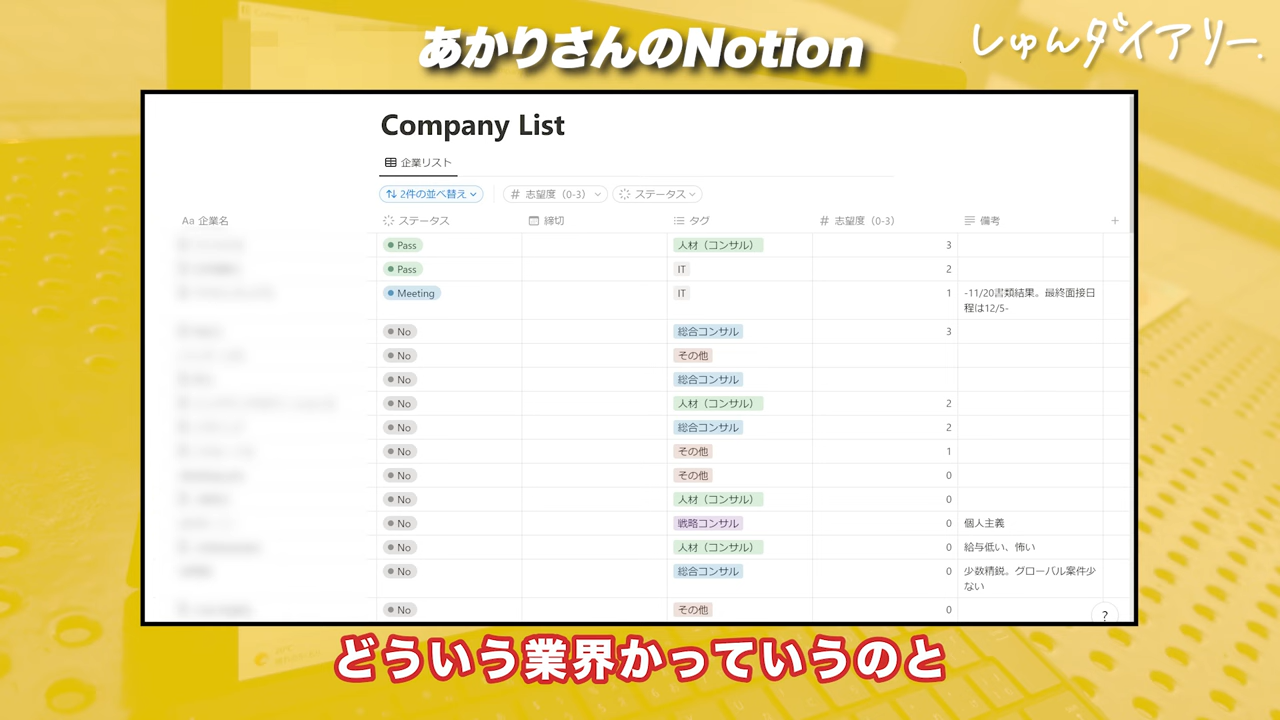 あかりさんのNotion
しゅんダイアリー.
Company List
企業リスト
2件の並べ替え # 志望度（0-3） ステータス
Aa 企業名 ステータス 締切 タグ # 志望度（0-3） 備考 +
Pass 人材（コンサル） 3
Pass IT 2
Meeting IT 1 -11/20書類結果。最終面接日
程は12/5-
No 総合コンサル 3
No その他
No 総合コンサル
No 人材（コンサル） 2
No 総合コンサル 2
No その他 1
No その他 0
No 人材（コンサル） 0
No 戦略コンサル 0 個人主義
No 人材（コンサル） 0 給与低い、怖い
No 総合コンサル 0 少数精鋭。グローバル案件少
ない
No その他 0
?
どういう業界かっていうのと